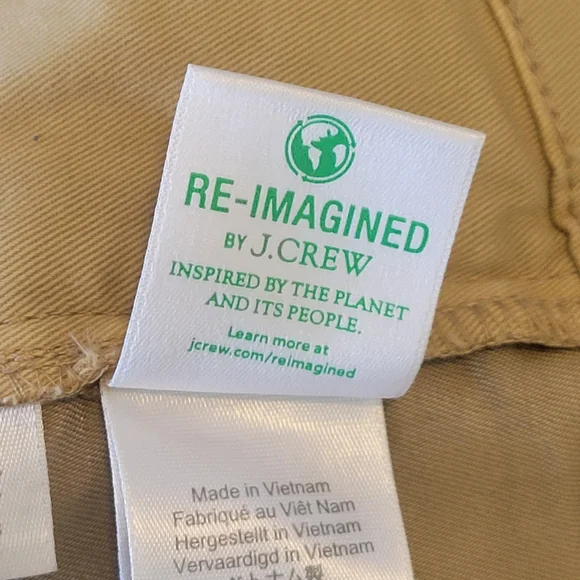 RE-IMAGINED
BY J.CREW
INSPIRED BY THE PLANET
AND ITS PEOPLE.
Learn more at
jcrew.com/reimagined
Made in Vietnam
Fabriqué au Viêt Nam
Hergestellt in Vietnam
Vervaardigd in Vietnam